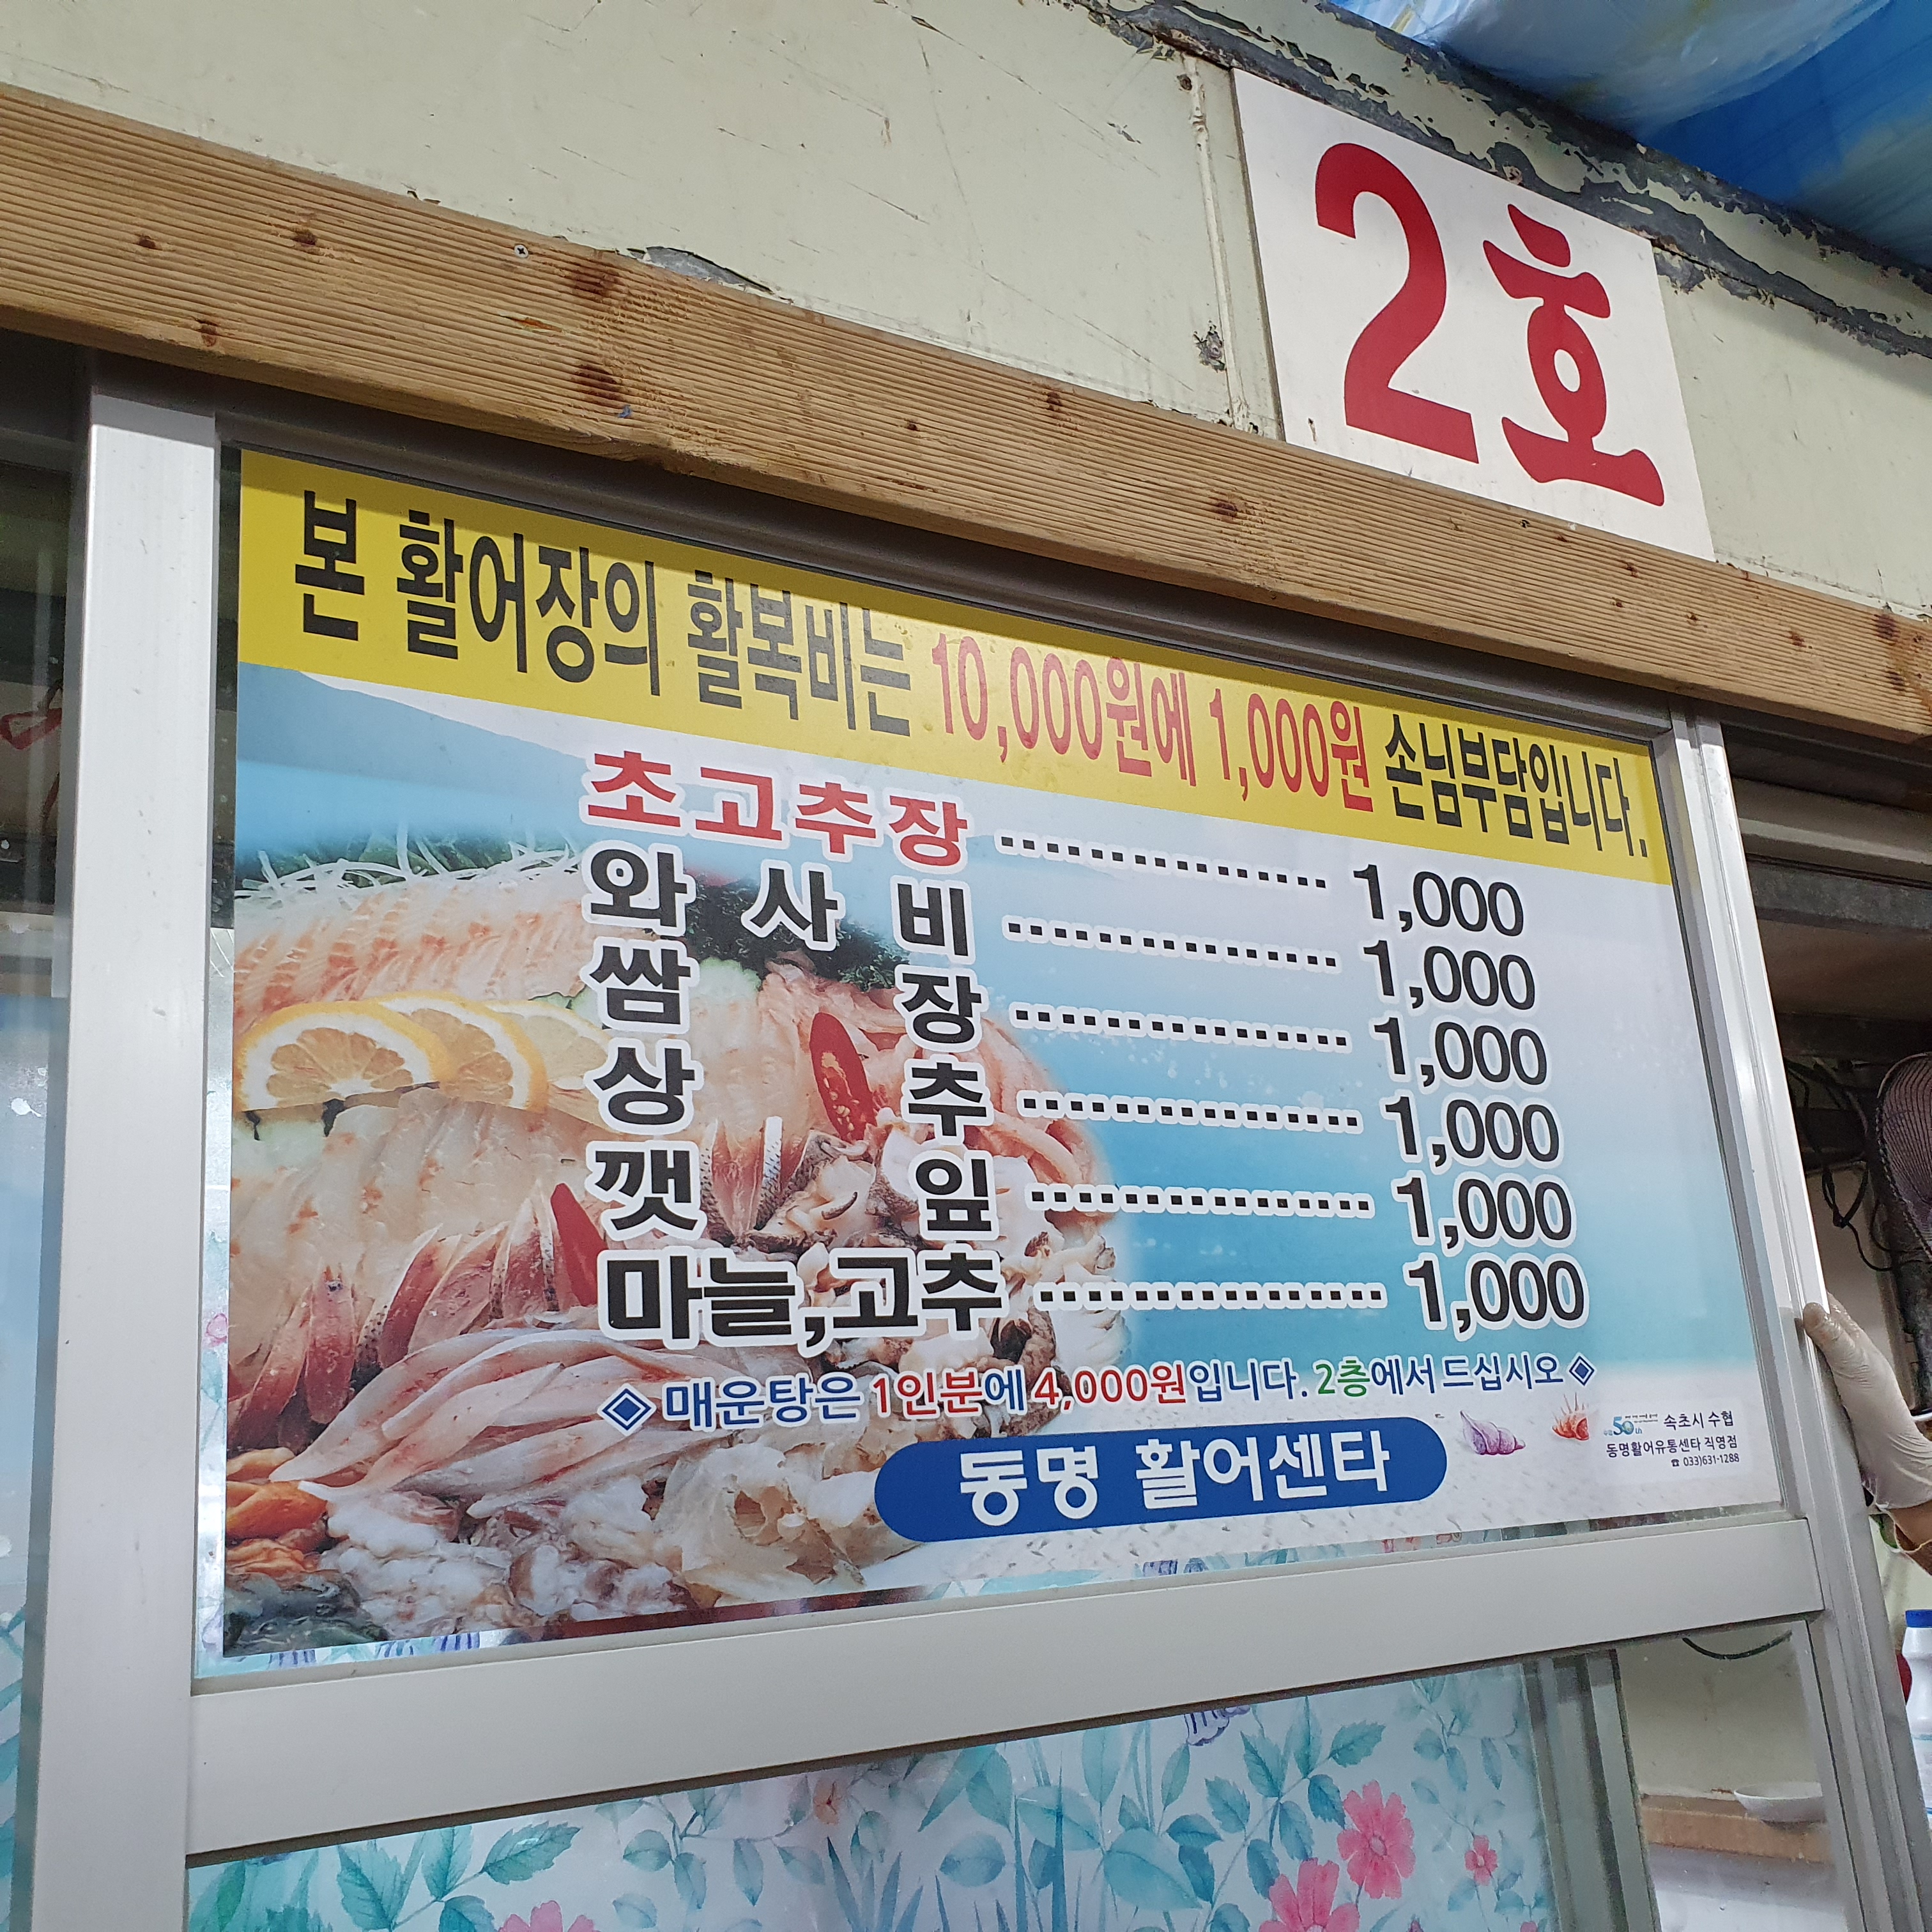 2호
본 활어장의 활복비는 10,000원에 1,000원 손님부담입니다.
초고추장 ················ 1,000
와 사 비 ················ 1,000
쌈 장 ················ 1,000
상 추 ················ 1,000
깻 잎 ················ 1,000
마늘,고추 ················ 1,000
◈ 매운탕은 1인분에 4,000원입니다. 2층에서 드십시오 ◈
동명 활어센타
50th 속초시 수협
동명활어유통센타 직영점
☎ 033)631-1288